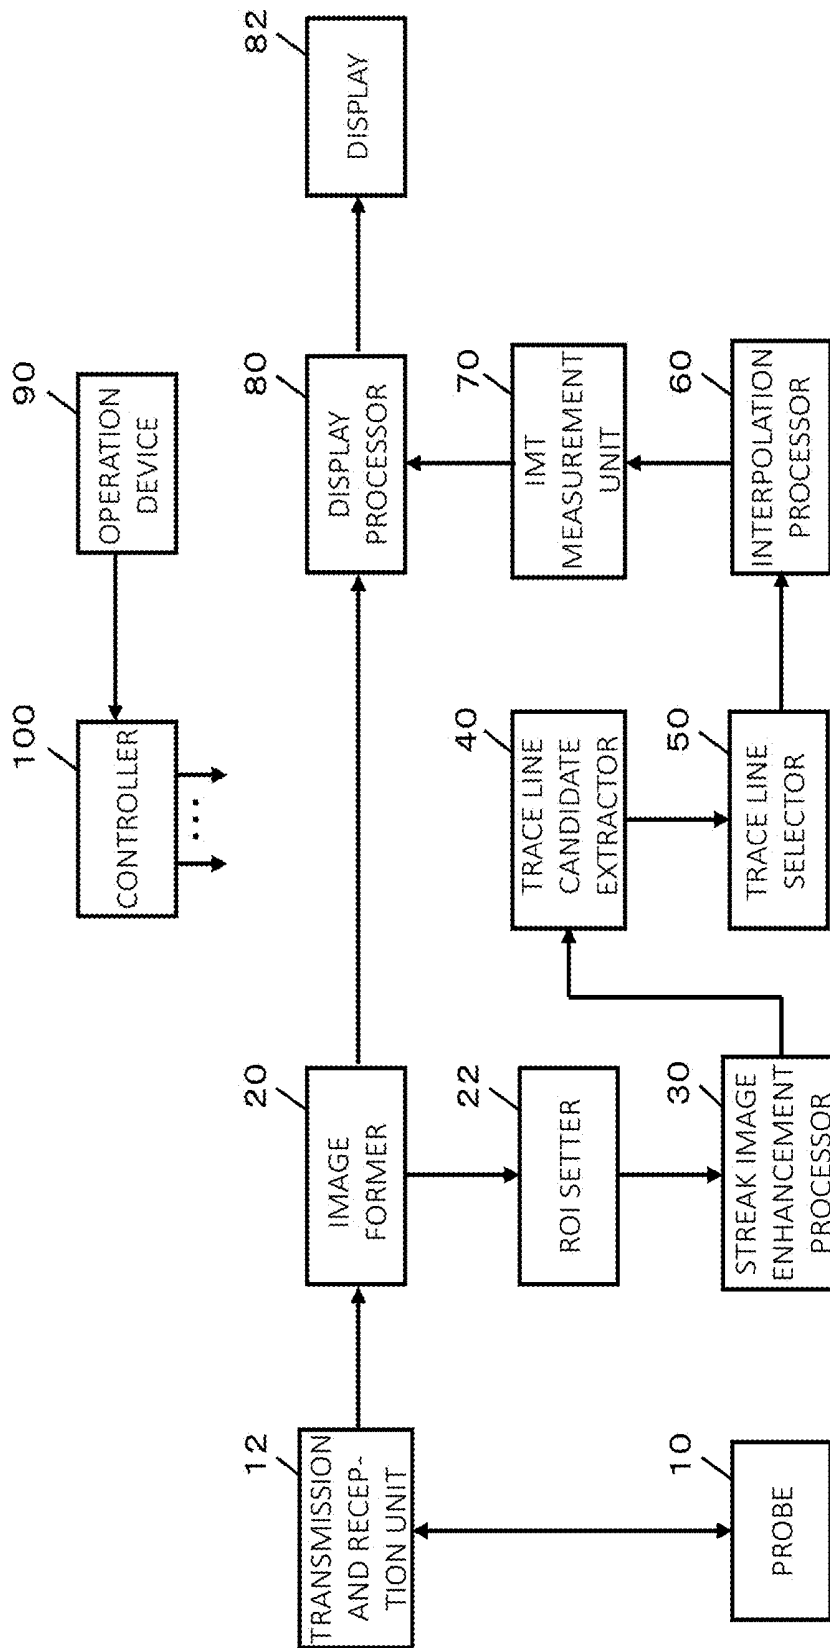 90
OPERATION
DEVICE
100
CONTROLLER
. . .
12
TRANSMISSION
AND RECEP-
TION UNIT
20
IMAGE
FORMER
80
DISPLAY
PROCESSOR
82
DISPLAY
22
ROI SETTER
40
TRACE LINE
CANDIDATE
EXTRACTOR
70
IMT
MEASUREMENT
UNIT
10
PROBE
30
STREAK IMAGE
ENHANCEMENT
PROCESSOR
50
TRACE LINE
SELECTOR
60
INTERPOLATION
PROCESSOR